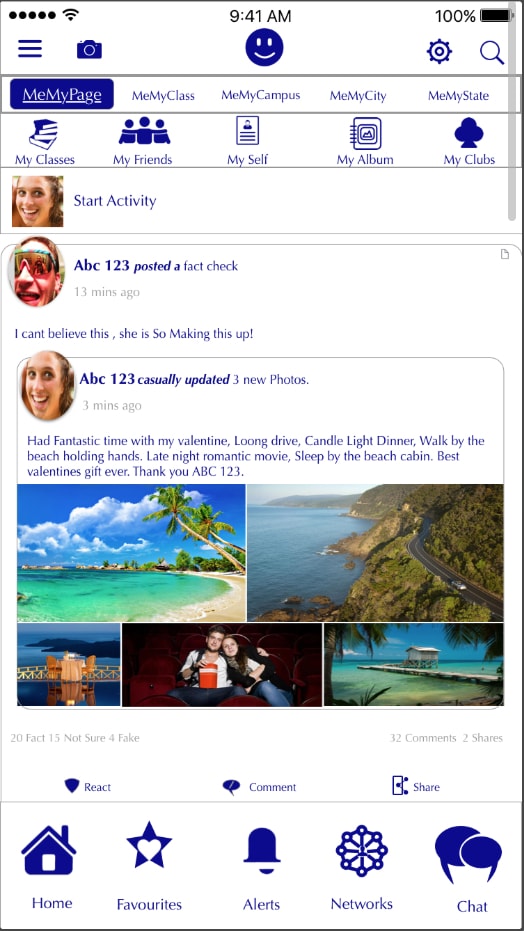 9:41 AM 100%
MeMyPage MeMyClass MeMyCampus MeMyCity MeMyState
My Classes My Friends My Self My Album My Clubs
Start Activity
Abc 123 posted a fact check
13 mins ago
I cant believe this , she is So Making this up!
Abc 123 casually updated 3 new Photos.
3 mins ago
Had Fantastic time with my valentine, Loong drive, Candle Light Dinner, Walk by the
beach holding hands. Late night romantic movie, Sleep by the beach cabin. Best
valentines gift ever. Thank you ABC 123.
20 Fact 15 Not Sure 4 Fake 32 Comments 2 Shares
React Comment Share
Home Favourites Alerts Networks Chat